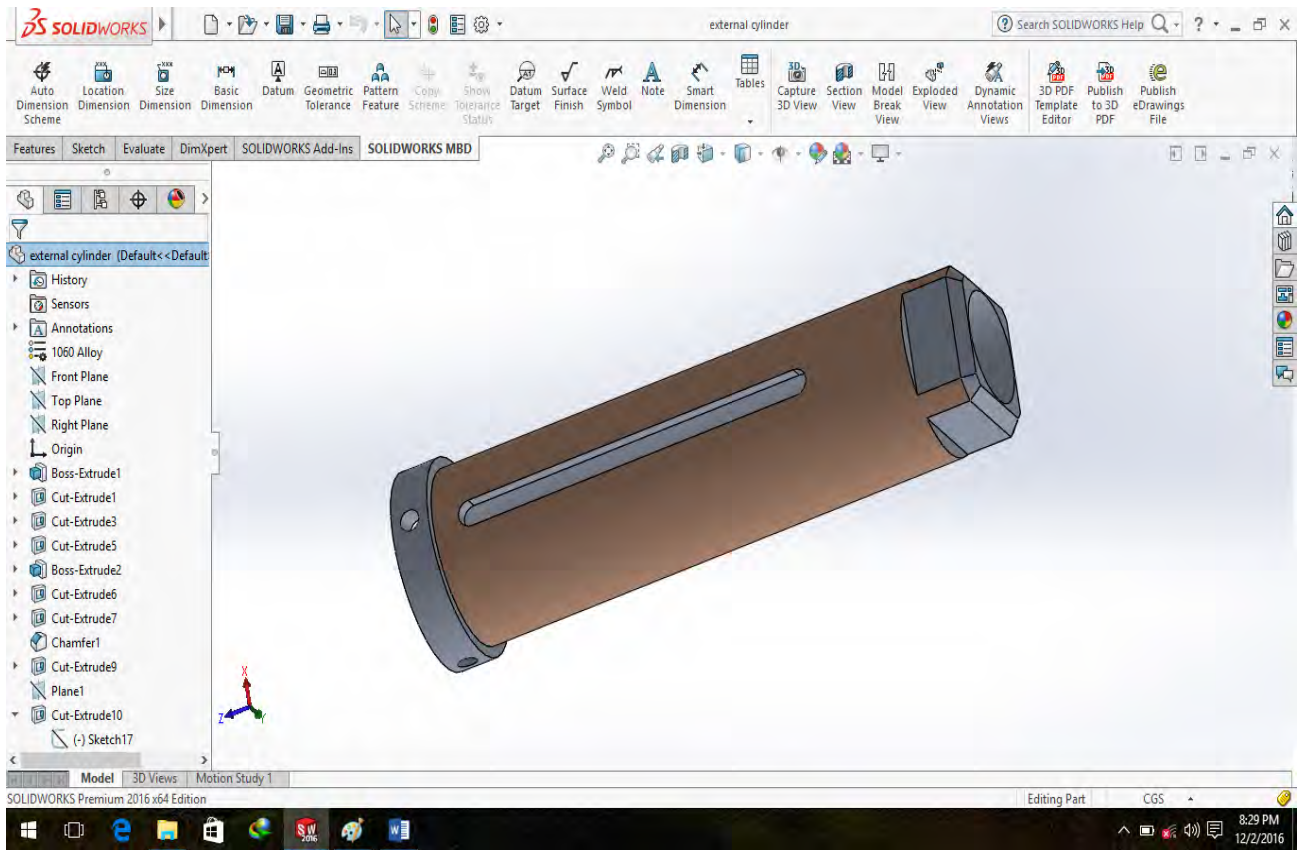 SOLIDWORKS
external cylinder
Search SOLIDWORKS Help
Auto Dimension Scheme
Location Dimension
Size Dimension
Basic Dimension
Datum
Geometric Tolerance
Pattern Feature
Copy Scheme
Show Tolerance Status
Datum Target
Surface Finish
Weld Symbol
Note
Smart Dimension
Tables
Capture 3D View
Section View
Model Break View
Exploded View
Dynamic Annotation Views
3D PDF Template Editor
Publish to 3D PDF
Publish eDrawings File
Features
Sketch
Evaluate
DimXpert
SOLIDWORKS Add-Ins
SOLIDWORKS MBD
external cylinder (Default<<Default
History
Sensors
Annotations
1060 Alloy
Front Plane
Top Plane
Right Plane
Origin
Boss-Extrude1
Cut-Extrude1
Cut-Extrude3
Cut-Extrude5
Boss-Extrude2
Cut-Extrude6
Cut-Extrude7
Chamfer1
Cut-Extrude9
Plane1
Cut-Extrude10
(-) Sketch17
X
Z
Y
Model
3D Views
Motion Study 1
SOLIDWORKS Premium 2016 x64 Edition
Editing Part
CGS
8:29 PM
12/2/2016